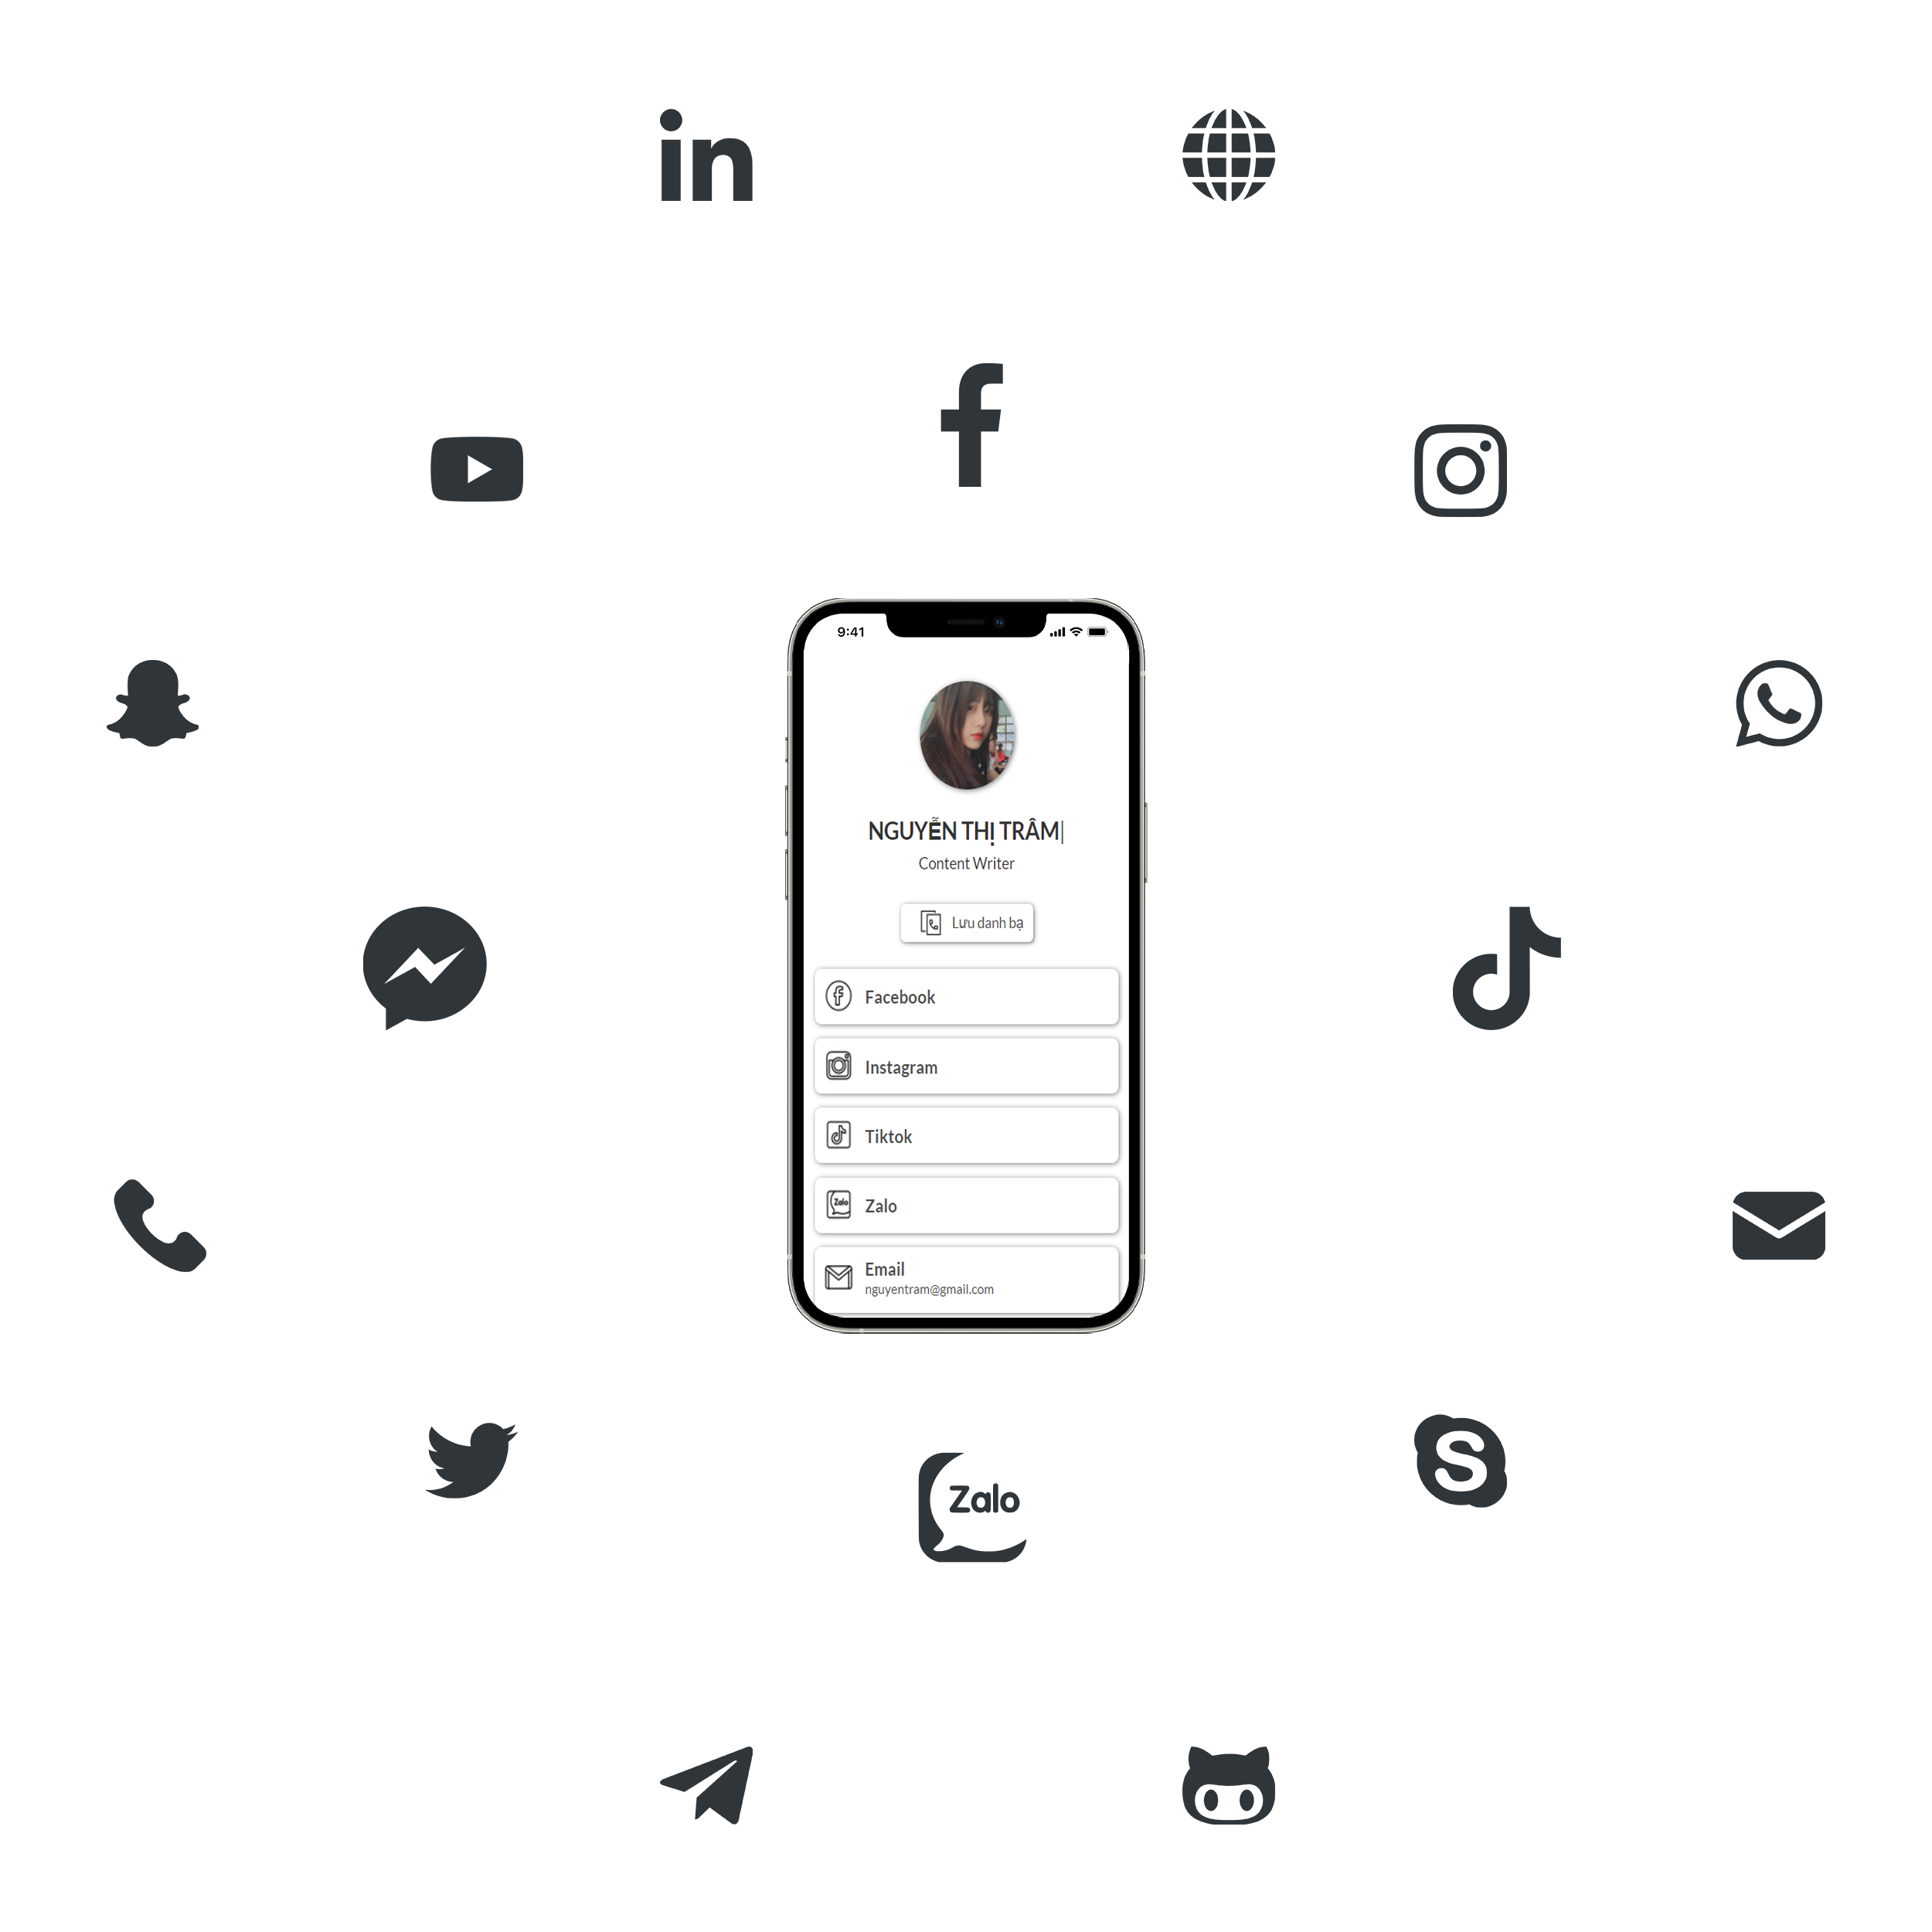 in
f
9:41
NGUYỄN THỊ TRÂM
Content Writer
Lưu danh bạ
Facebook
Instagram
Tiktok
Zalo
Zalo
Email
nguyentram@gmail.com
S
Zalo